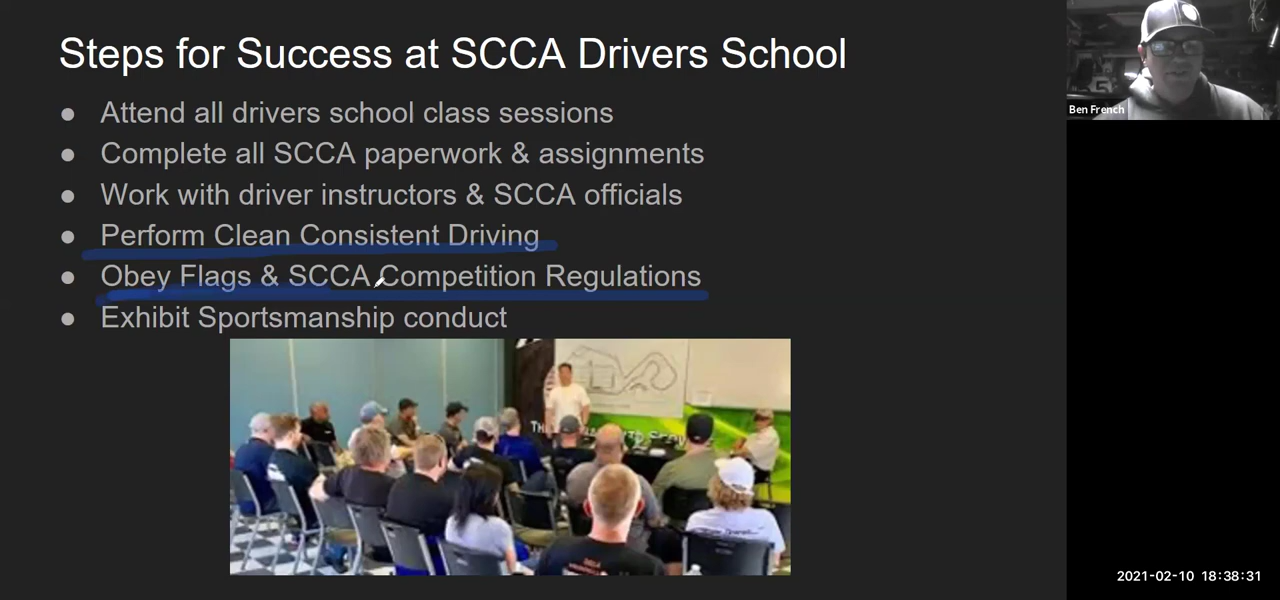 Steps for Success at SCCA Drivers School
● Attend all drivers school class sessions
● Complete all SCCA paperwork & assignments
● Work with driver instructors & SCCA officials
● Perform Clean Consistent Driving
● Obey Flags & SCCA Competition Regulations
● Exhibit Sportsmanship conduct
Ben French
2021-02-10 18:38:31